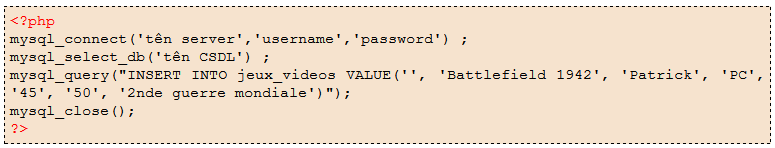 <?php
mysql_connect('tên server','username','password') ;
mysql_select_db('tên CSDL') ;
mysql_query("INSERT INTO jeux_videos VALUE('', 'Battlefield 1942', 'Patrick', 'PC',
'45', '50', '2nde guerre mondiale')");
mysql_close();
?>